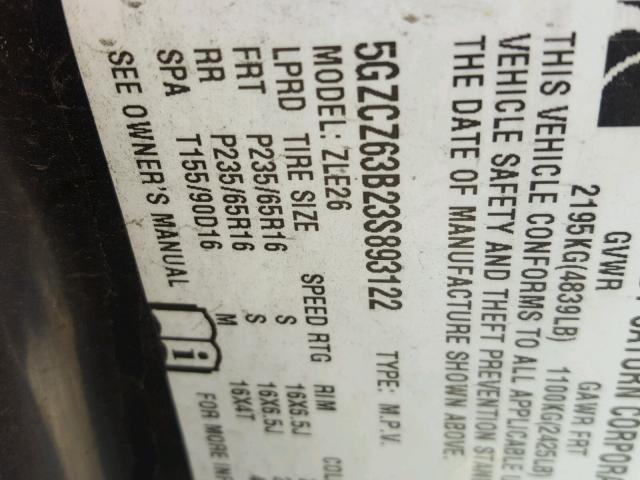 SATURN CORPORA
GVWR GAWR FRT
2195KG(4839LB) 1100KG(2425LB)
THIS VEHICLE CONFORMS TO ALL APPLICABLE
VEHICLE SAFETY AND THEFT PREVENTION STAN
THE DATE OF MANUFACTURE SHOWN ABOVE.
5GZCZ63B23S893122 TYPE: M.P.V.
MODEL: ZLE26
LPRD TIRE SIZE SPEED RTG RIM COL
FRT P235/65R16 S 16X6.5J
RR P235/65R16 S 16X6.5J
SPA T155/90D16 M 16X4T
SEE OWNER'S MANUAL i FOR MORE INF